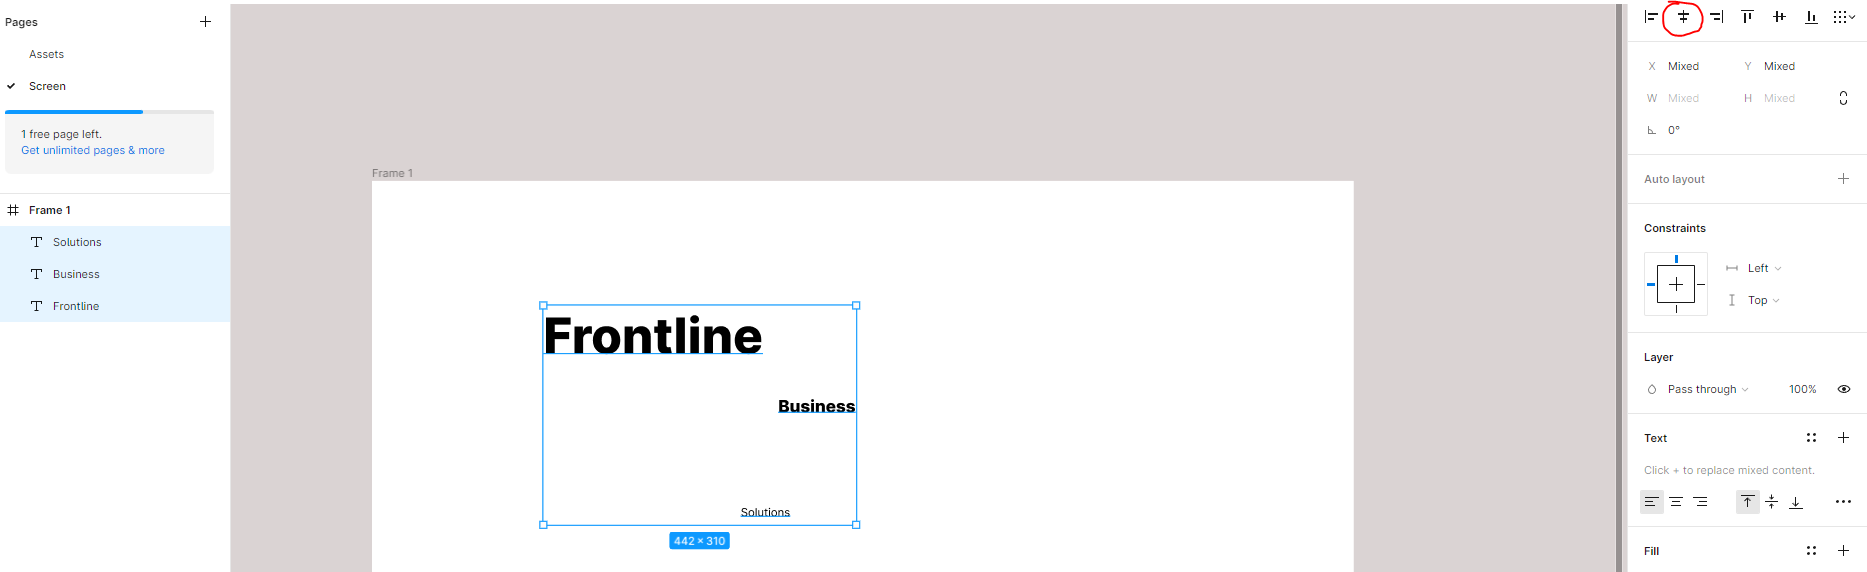 Pages
Assets
Screen
1 free page left.
Get unlimited pages & more
Frame 1
Solutions
Business
Frontline
Frame 1
Frontline
Business
Solutions
442 × 310
X Mixed Y Mixed
W Mixed H Mixed
0°
Auto layout
Constraints
Left
Top
Layer
Pass through 100%
Text
Click + to replace mixed content.
Fill